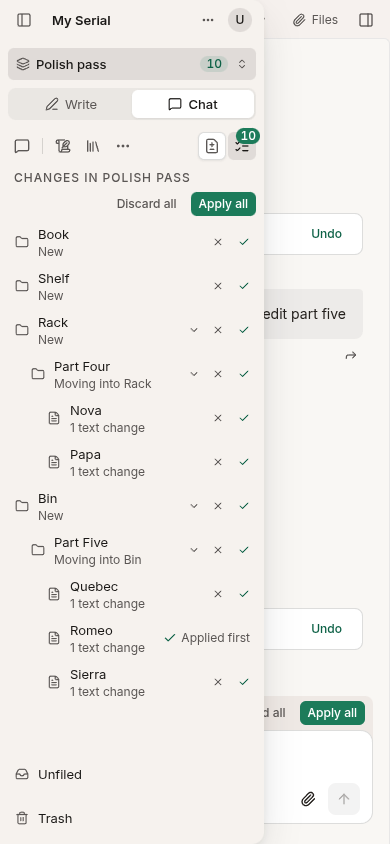 My Serial
U
Files
Polish pass
10
Write
Chat
10
CHANGES IN POLISH PASS
Discard all
Apply all
Book
New
Undo
Shelf
New
Rack
New
edit part five
Part Four
Moving into Rack
Nova
1 text change
Papa
1 text change
Bin
New
Part Five
Moving into Bin
Quebec
1 text change
Romeo
1 text change
Applied first
Undo
Sierra
1 text change
d all
Apply all
Unfiled
Trash